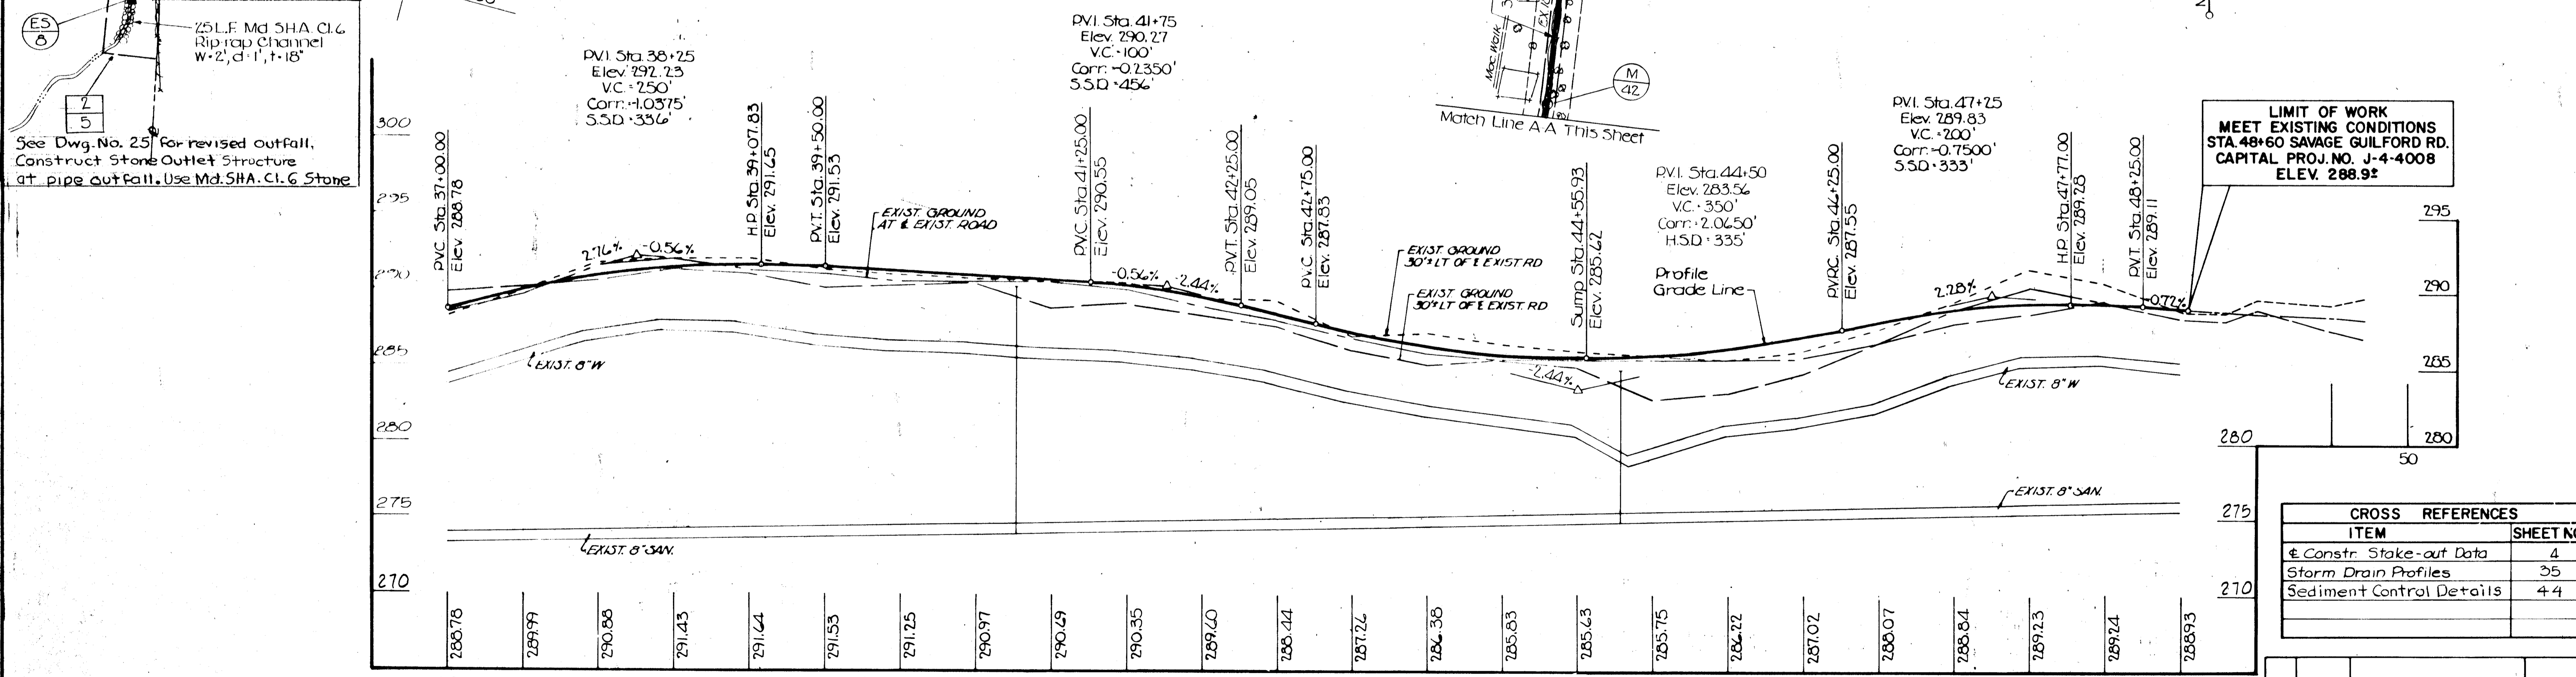 ES
8
25 L.F. Md SHA. Cl.6
Rip-rap Channel
W=2', d=1', t=18"
2
5
See Dwg. No. 25 for revised outfall.
Construct Stone Outlet Structure
at pipe outfall. Use Md. SHA. Cl. 6 Stone
P.V.I. Sta. 38+25
Elev. 292.23
V.C. = 250'
Corr. = -1.0375'
S.S.D. = 336'
P.V.I. Sta. 41+75
Elev. 290.27
V.C. = 100'
Corr. = -0.2350'
S.S.D. = 456'
Mac Walk
M
42
Match Line A A This Sheet
P.V.I. Sta. 44+50
Elev. 283.56
V.C. = 350'
Corr. = 2.0650'
H.S.D. = 335'
Profile
Grade Line
P.V.I. Sta. 47+25
Elev. 289.83
V.C. = 200'
Corr. = -0.7500'
S.S.D. = 333'
LIMIT OF WORK
MEET EXISTING CONDITIONS
STA. 48+60 SAVAGE GUILFORD RD.
CAPITAL PROJ. NO. J-4-4008
ELEV. 288.9±
300
295
290
285
280
275
270
P.V.C. Sta. 37+00.00
Elev. 288.78
H.P. Sta. 39+07.83
Elev. 291.65
P.V.T. Sta. 39+50.00
Elev. 291.53
P.V.C. Sta. 41+25.00
Elev. 290.55
P.V.T. Sta. 42+25.00
Elev. 289.05
P.V.C. Sta. 42+75.00
Elev. 287.83
Sump Sta. 44+55.93
Elev. 285.62
P.V.R.C. Sta. 46+25.00
Elev. 287.55
H.P. Sta. 47+77.00
Elev. 289.28
P.V.T. Sta. 48+25.00
Elev. 289.11
2.76%
-0.56%
EXIST. GROUND
AT ℄ EXIST. ROAD
-0.56%
-2.44%
EXIST. GROUND
30'± LT OF ℄ EXIST RD
EXIST GROUND
30'± LT OF ℄ EXIST RD
-2.44%
2.28%
-0.72%
EXIST. 8"W
EXIST. 8"W
EXIST. 8"SAN.
EXIST. 8"SAN.
295
290
285
280
280
50
275
270
288.78
289.99
290.88
291.43
291.64
291.53
291.25
290.97
290.69
290.35
289.60
288.44
287.26
286.38
285.83
285.63
285.75
286.22
287.02
288.07
288.84
289.23
289.24
288.93
CROSS REFERENCES
ITEM SHEET NO
℄ Constr. Stake-out Data 4
Storm Drain Profiles 35
Sediment Control Details 44